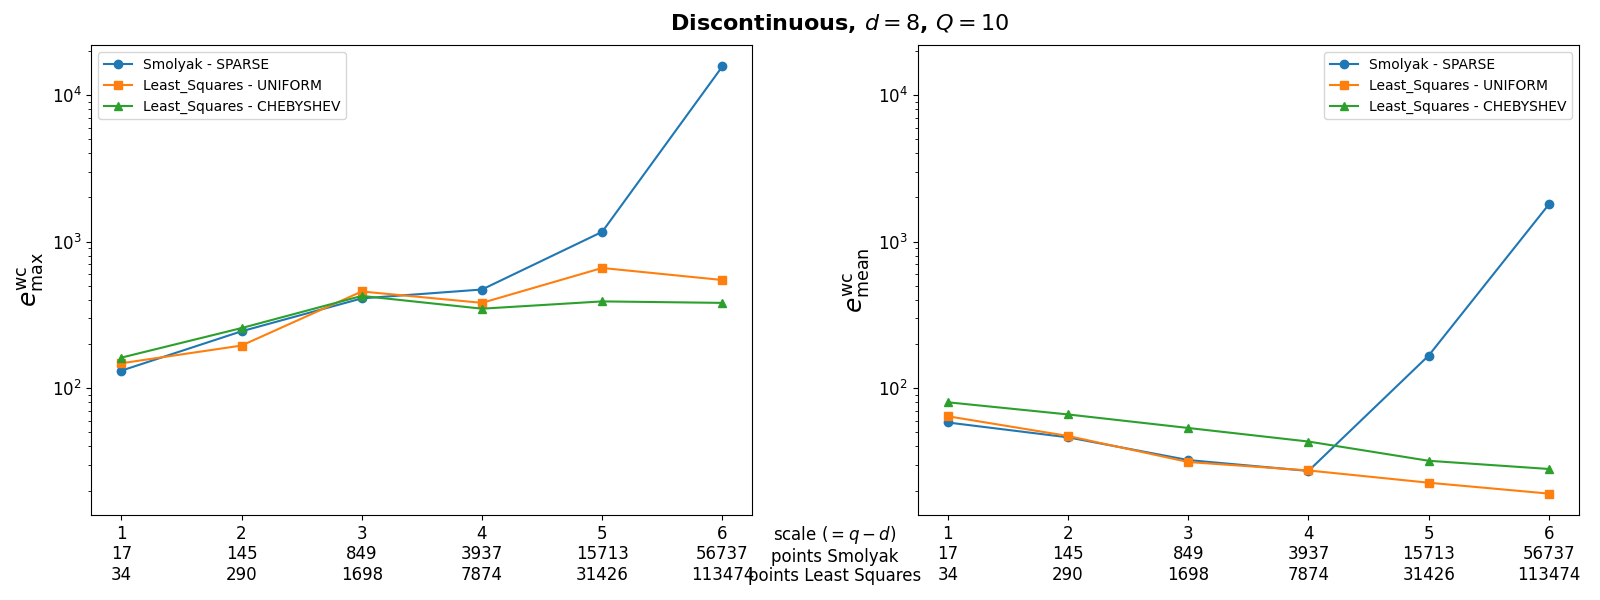 Discontinuous, d = 8, Q = 10
Smolyak - SPARSE
Least_Squares - UNIFORM
Least_Squares - CHEBYSHEV
10^4
10^3
10^2
e^wc_max
1 2 3 4 5 6
17 145 849 3937 15713 56737
34 290 1698 7874 31426 113474
scale (= q − d)
points Smolyak
points Least Squares
Smolyak - SPARSE
Least_Squares - UNIFORM
Least_Squares - CHEBYSHEV
10^4
10^3
10^2
e^wc_mean
1 2 3 4 5 6
17 145 849 3937 15713 56737
34 290 1698 7874 31426 113474